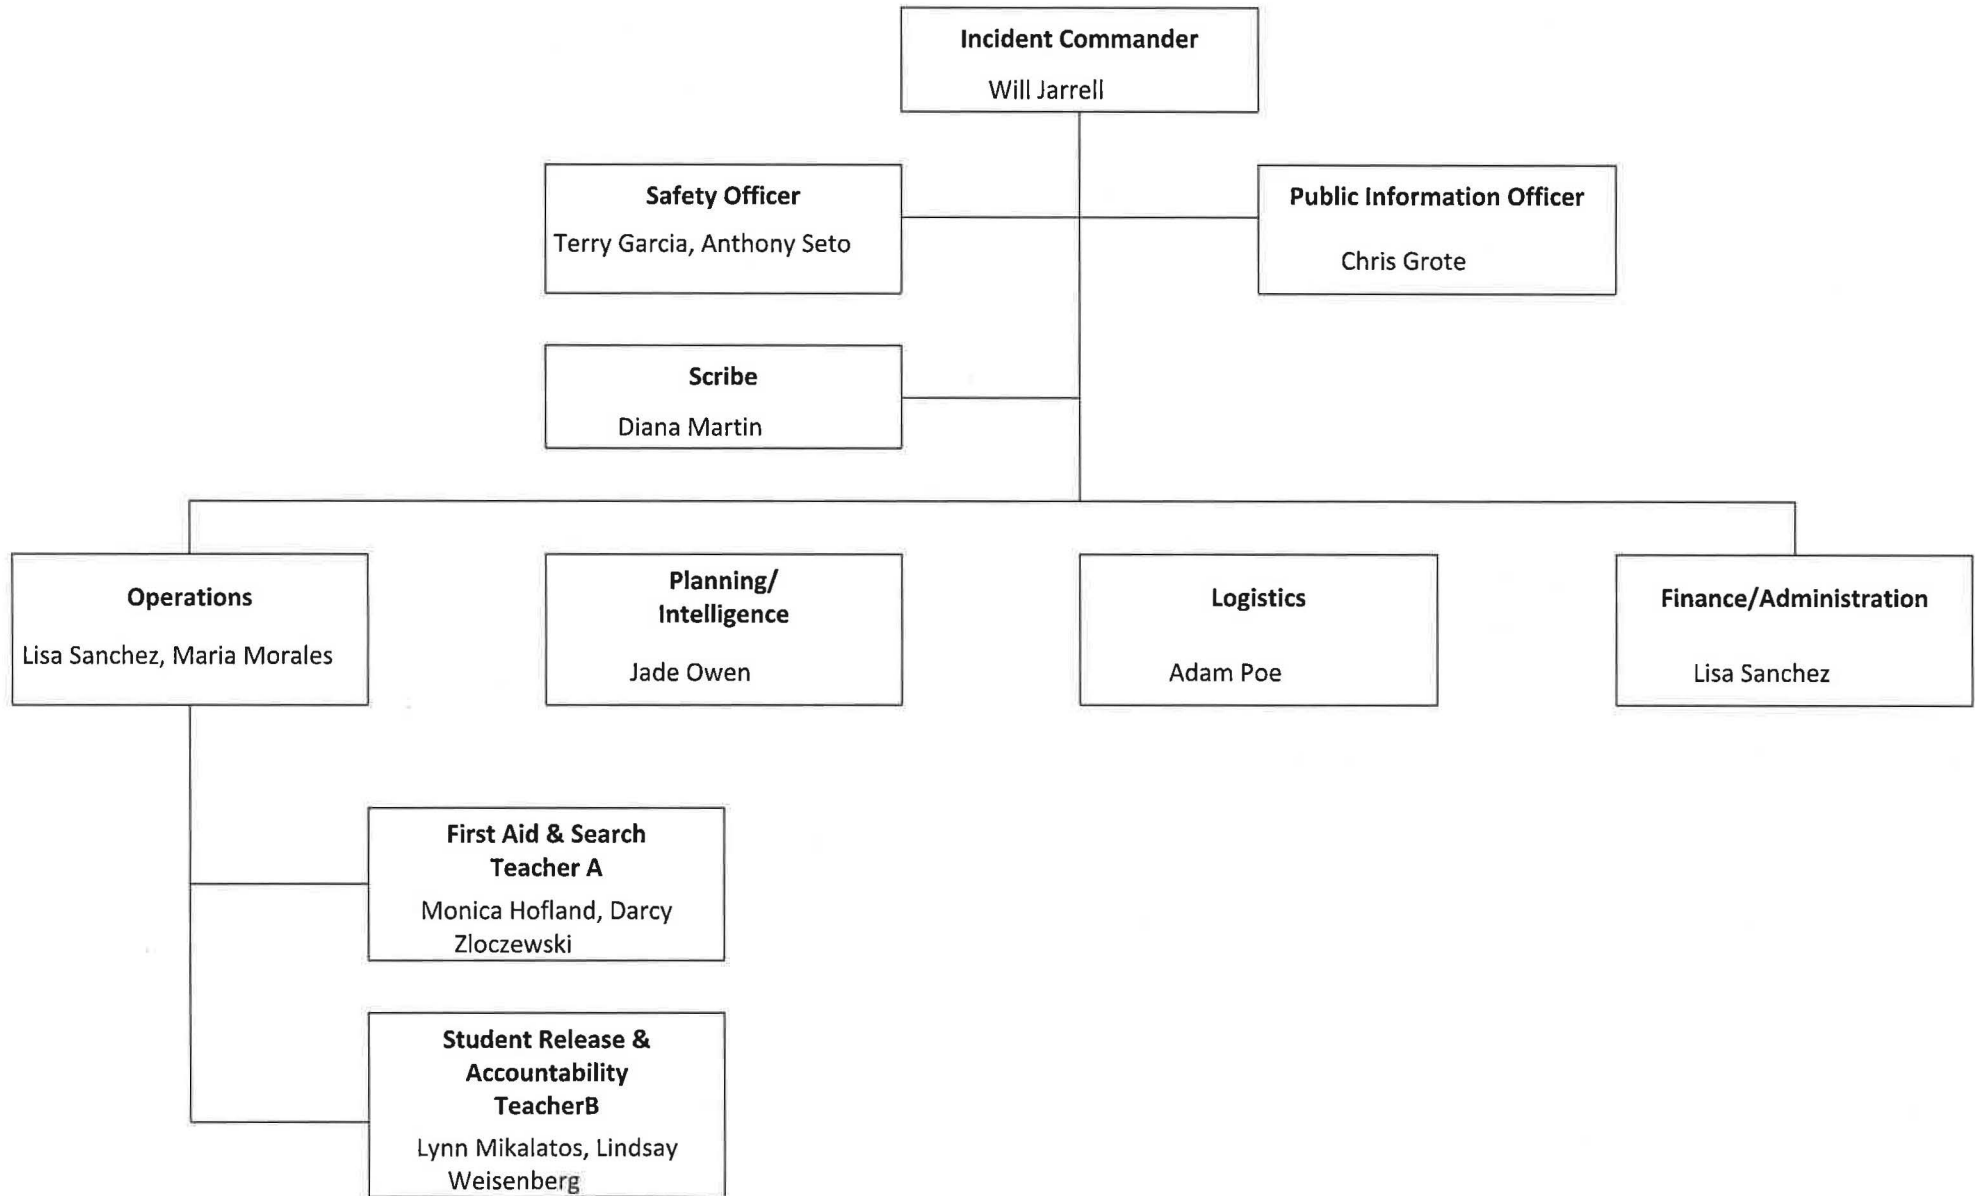 Incident Commander
Will Jarrell
Safety Officer
Terry Garcia, Anthony Seto
Public Information Officer
Chris Grote
Scribe
Diana Martin
Operations
Lisa Sanchez, Maria Morales
Planning/
Intelligence
Jade Owen
Logistics
Adam Poe
Finance/Administration
Lisa Sanchez
First Aid & Search
Teacher A
Monica Hofland, Darcy
Zloczewski
Student Release &
Accountability
TeacherB
Lynn Mikalatos, Lindsay
Weisenberg